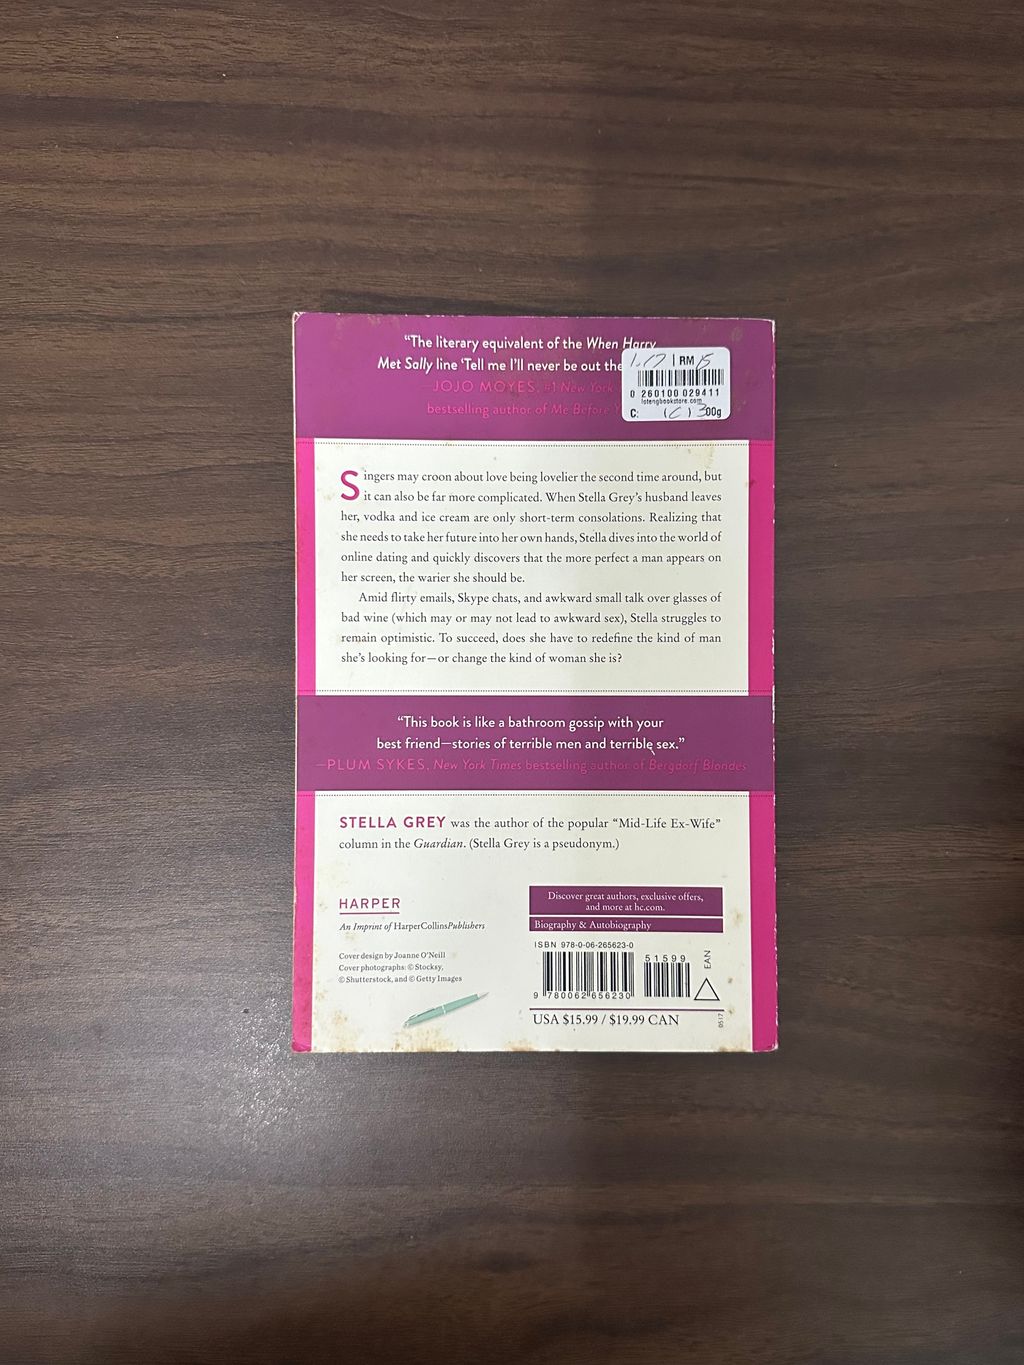 “The literary equivalent of the When Harry
Met Sally line ‘Tell me I’ll never be out the
—JOJO MOYES, #1 New York
bestselling author of Me Before
RM 15
0 260100 029411
lotengbookstore.com
C: (C) 300g
Singers may croon about love being lovelier the second time around, but
it can also be far more complicated. When Stella Grey’s husband leaves
her, vodka and ice cream are only short-term consolations. Realizing that
she needs to take her future into her own hands, Stella dives into the world of
online dating and quickly discovers that the more perfect a man appears on
her screen, the warier she should be.
Amid flirty emails, Skype chats, and awkward small talk over glasses of
bad wine (which may or may not lead to awkward sex), Stella struggles to
remain optimistic. To succeed, does she have to redefine the kind of man
she’s looking for—or change the kind of woman she is?
“This book is like a bathroom gossip with your
best friend—stories of terrible men and terrible sex.”
—PLUM SYKES, New York Times bestselling author of Bergdorf Blondes
STELLA GREY was the author of the popular “Mid-Life Ex-Wife”
column in the Guardian. (Stella Grey is a pseudonym.)
HARPER
An Imprint of HarperCollinsPublishers
Cover design by Joanne O’Neill
Cover photographs: © Stocksy,
© Shutterstock, and © Getty Images
Discover great authors, exclusive offers,
and more at hc.com.
Biography & Autobiography
ISBN 978-0-06-265623-0
51599
EAN
9 780062 656230
USA $15.99 / $19.99 CAN
0517